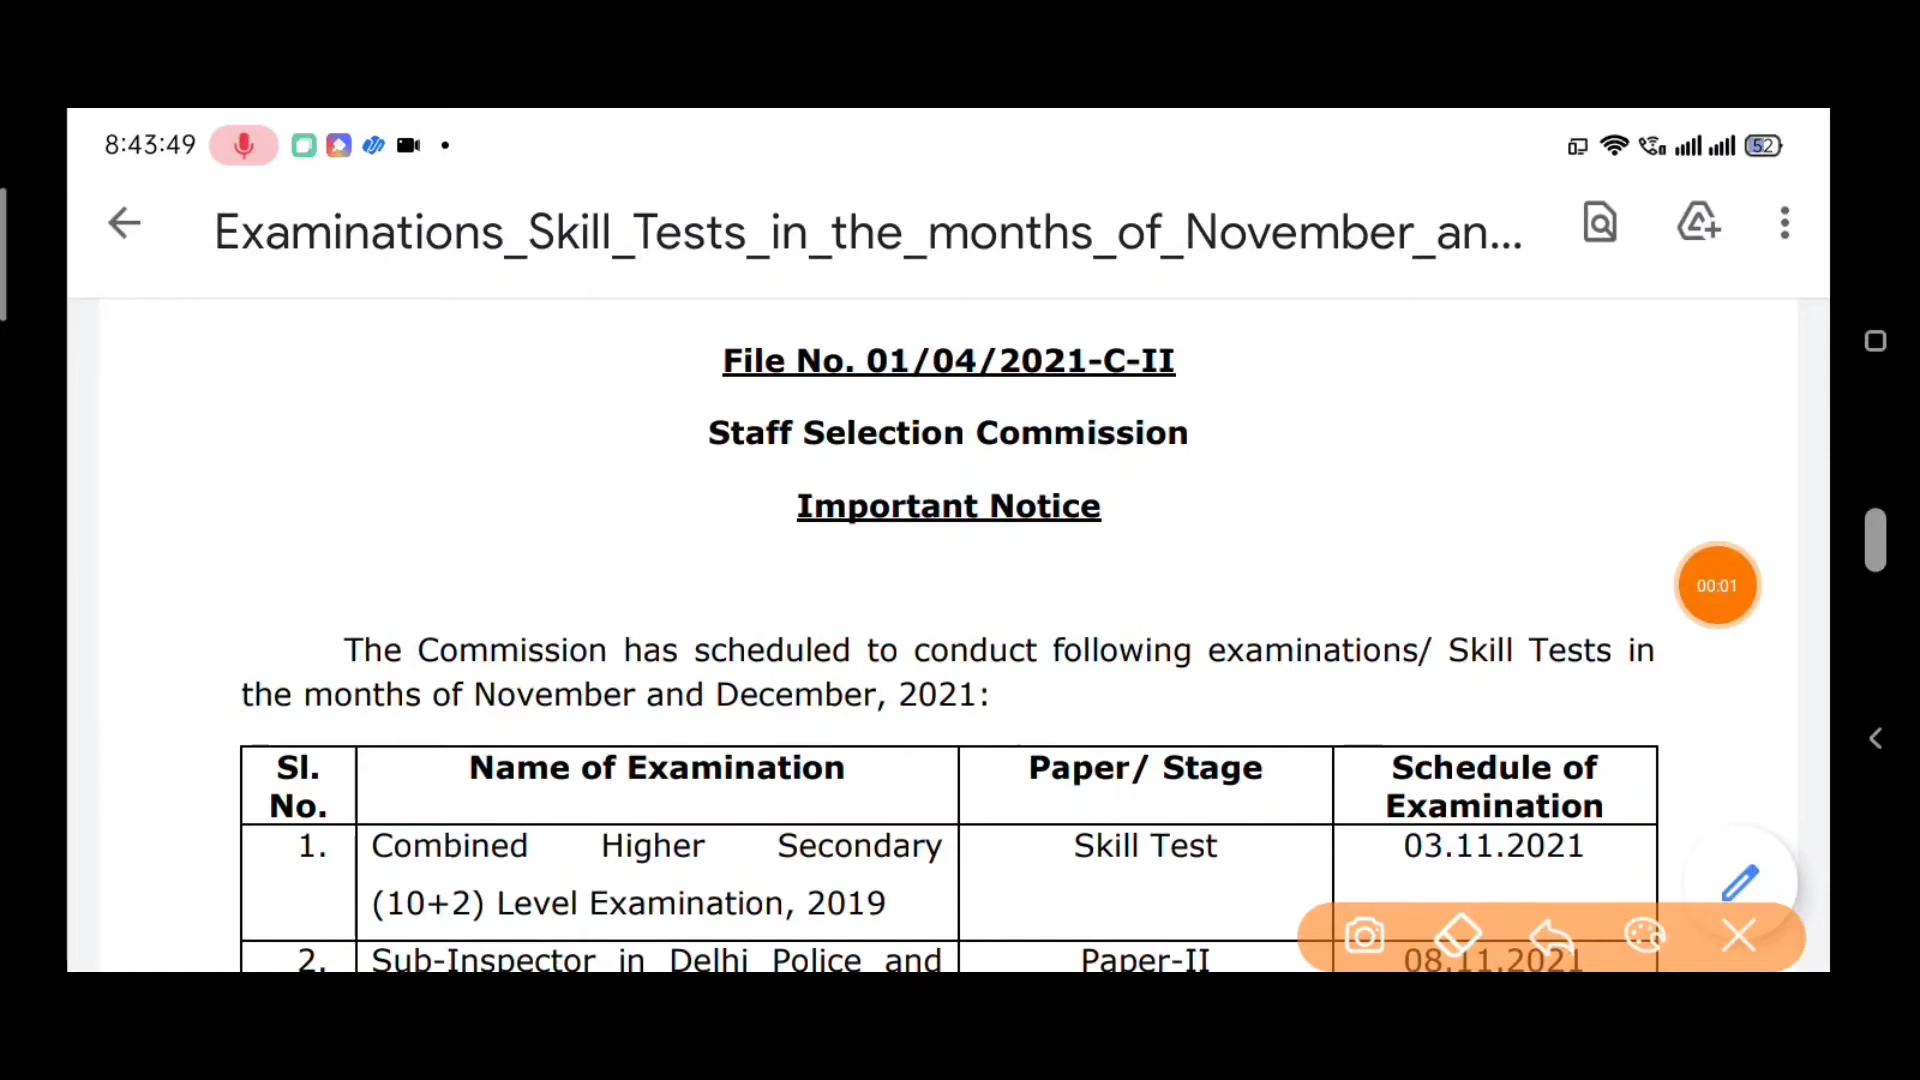 8:43:49
52
Examinations_Skill_Tests_in_the_months_of_November_an...
File No. 01/04/2021-C-II
Staff Selection Commission
Important Notice
00:01
The Commission has scheduled to conduct following examinations/ Skill Tests in
the months of November and December, 2021:
Sl. No. Name of Examination Paper/ Stage Schedule of Examination
1. Combined Higher Secondary Skill Test 03.11.2021
(10+2) Level Examination, 2019
2. Sub-Inspector in Delhi Police and Paper-II 08.11.2021